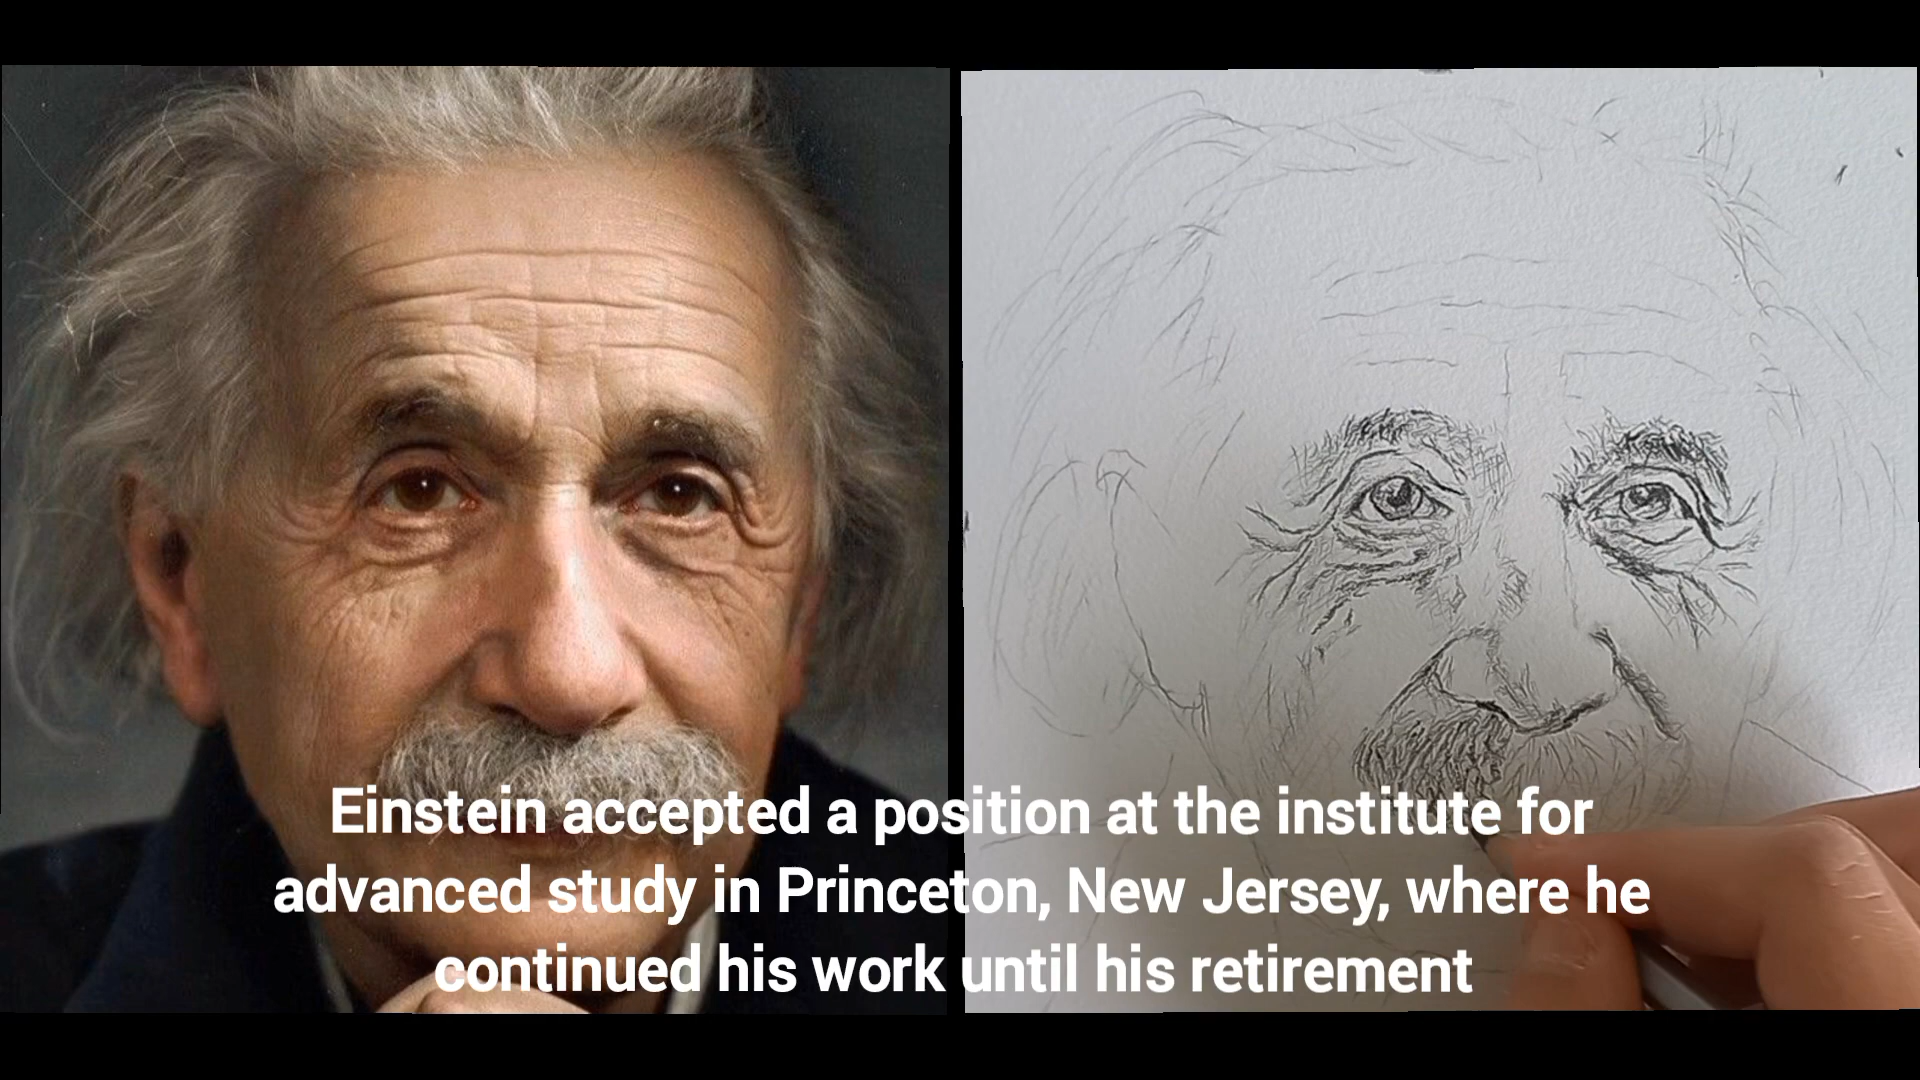 Einstein accepted a position at the institute for
advanced study in Princeton, New Jersey, where he
continued his work until his retirement